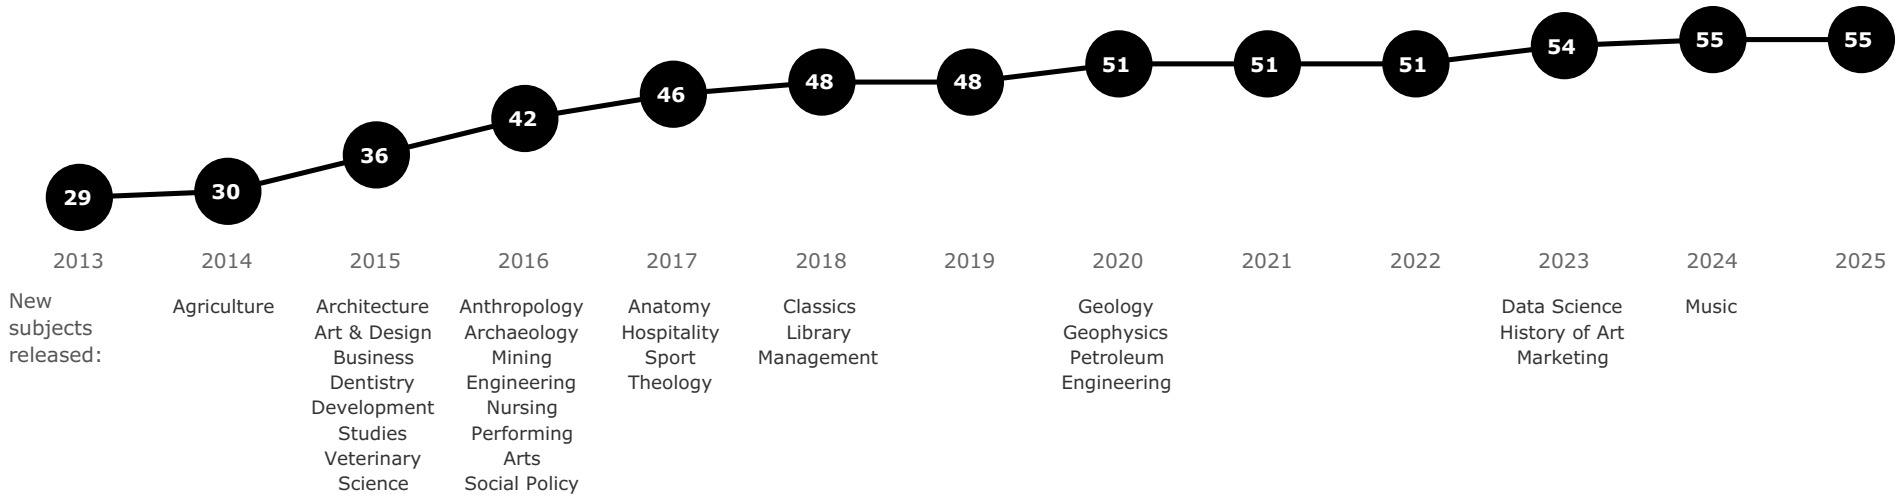 29
30
36
42
46
48
48
51
51
51
54
55
55
2013
2014
2015
2016
2017
2018
2019
2020
2021
2022
2023
2024
2025
New
subjects
released:
Agriculture
Architecture
Art & Design
Business
Dentistry
Development
Studies
Veterinary
Science
Anthropology
Archaeology
Mining
Engineering
Nursing
Performing
Arts
Social Policy
Anatomy
Hospitality
Sport
Theology
Classics
Library
Management
Geology
Geophysics
Petroleum
Engineering
Data Science
History of Art
Marketing
Music